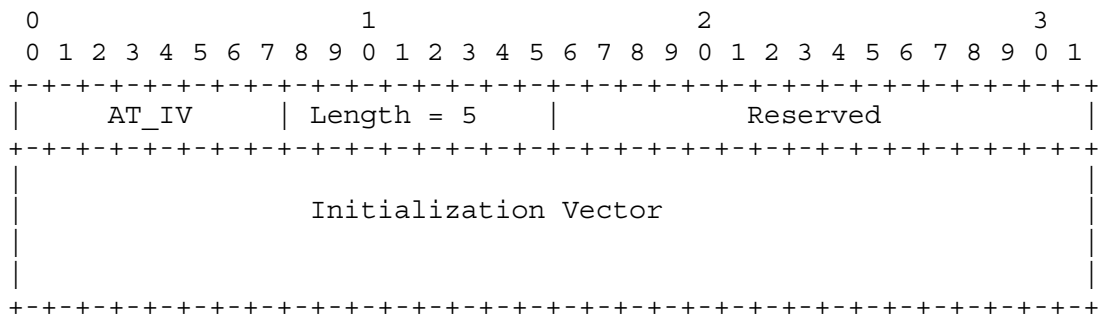 0                   1                   2                   3
 0 1 2 3 4 5 6 7 8 9 0 1 2 3 4 5 6 7 8 9 0 1 2 3 4 5 6 7 8 9 0 1
+-+-+-+-+-+-+-+-+-+-+-+-+-+-+-+-+-+-+-+-+-+-+-+-+-+-+-+-+-+-+-+-+
|     AT_IV     | Length = 5    |           Reserved            |
+-+-+-+-+-+-+-+-+-+-+-+-+-+-+-+-+-+-+-+-+-+-+-+-+-+-+-+-+-+-+-+-+
|                                                               |
|                 Initialization Vector                         |
|                                                               |
|                                                               |
+-+-+-+-+-+-+-+-+-+-+-+-+-+-+-+-+-+-+-+-+-+-+-+-+-+-+-+-+-+-+-+-+